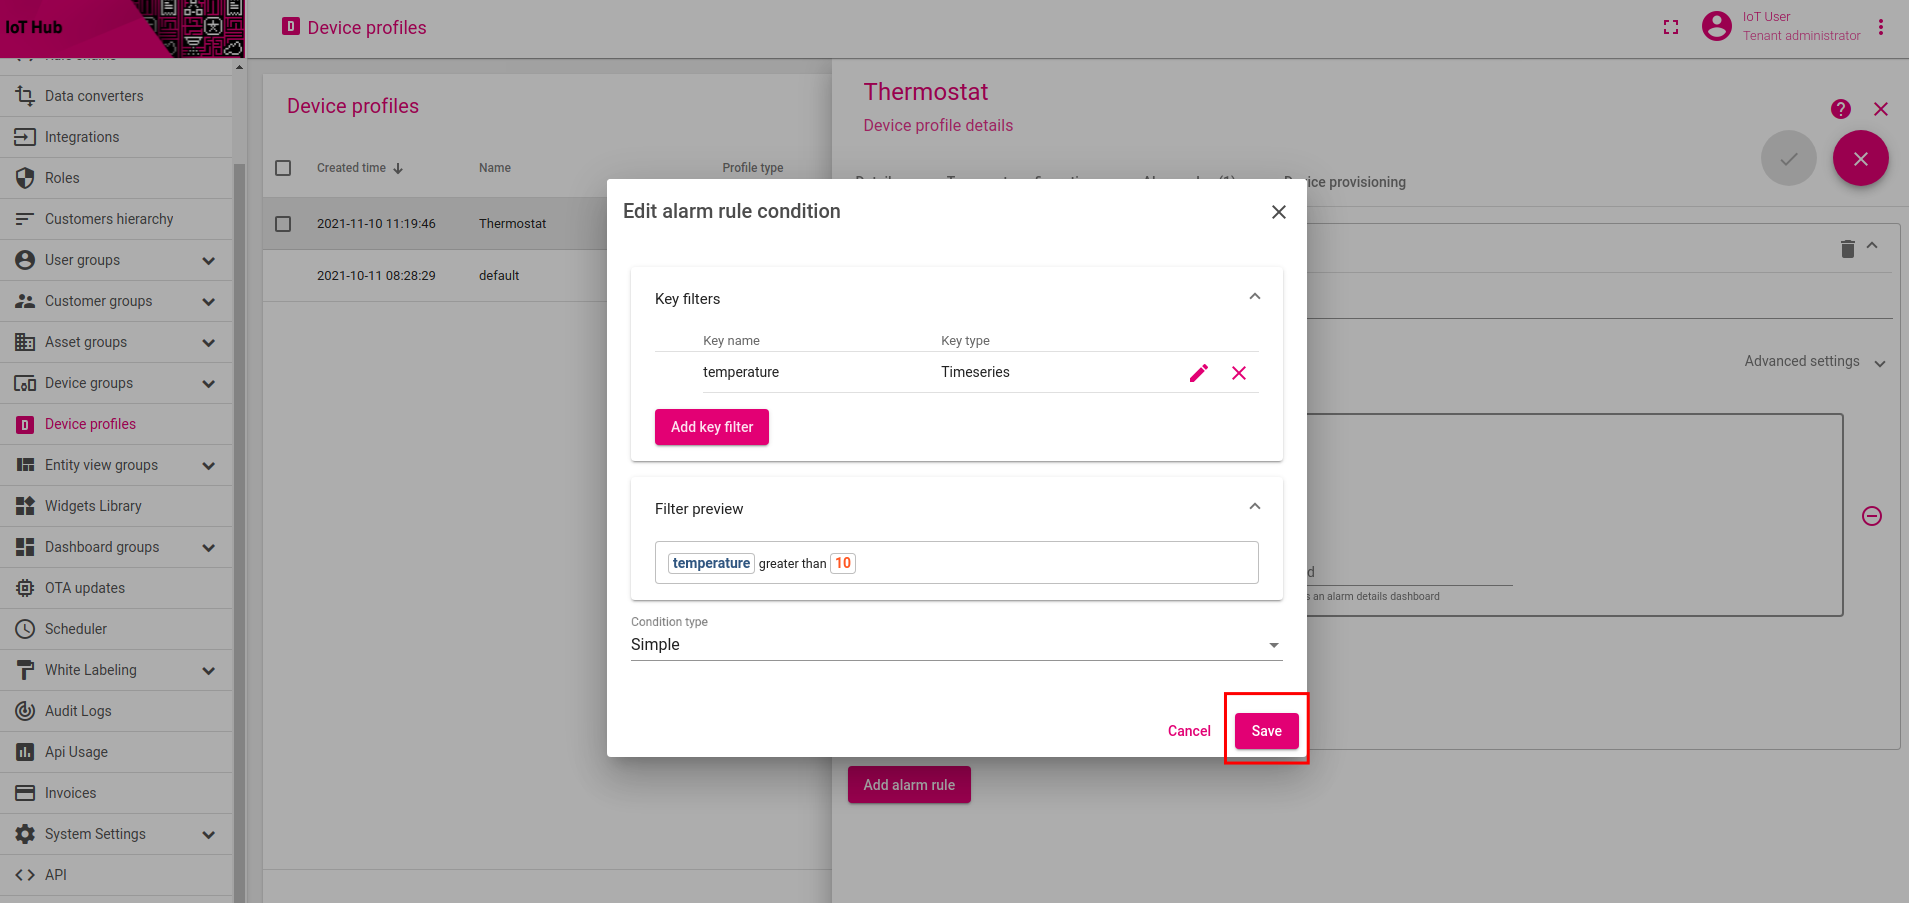 IoT Hub
Device profiles
IoT User
Tenant administrator
Data converters
Integrations
Roles
Customers hierarchy
User groups
Customer groups
Asset groups
Device groups
Device profiles
Entity view groups
Widgets Library
Dashboard groups
OTA updates
Scheduler
White Labeling
Audit Logs
Api Usage
Invoices
System Settings
API
Device profiles
Created time Name Profile type
2021-11-10 11:19:46 Thermostat
2021-10-11 08:28:29 default
Thermostat
Device profile details
ice provisioning
Advanced settings
d
s an alarm details dashboard
Add alarm rule
Edit alarm rule condition
Key filters
Key name Key type
temperature Timeseries
Add key filter
Filter preview
temperature greater than 10
Condition type
Simple
Cancel Save